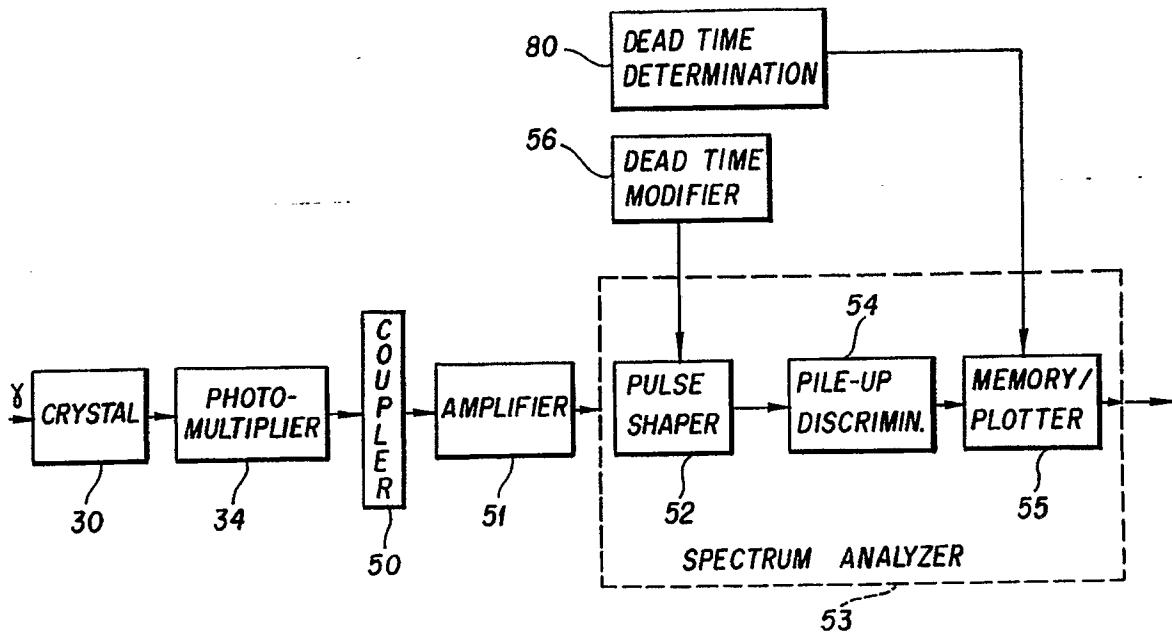 80
DEAD TIME
DETERMINATION
56
DEAD TIME
MODIFIER
54
γ
CRYSTAL
30
PHOTO-
MULTIPLIER
34
COUPLER
50
AMPLIFIER
51
PULSE
SHAPER
52
PILE-UP
DISCRIMIN.
MEMORY/
PLOTTER
55
SPECTRUM ANALYZER
53